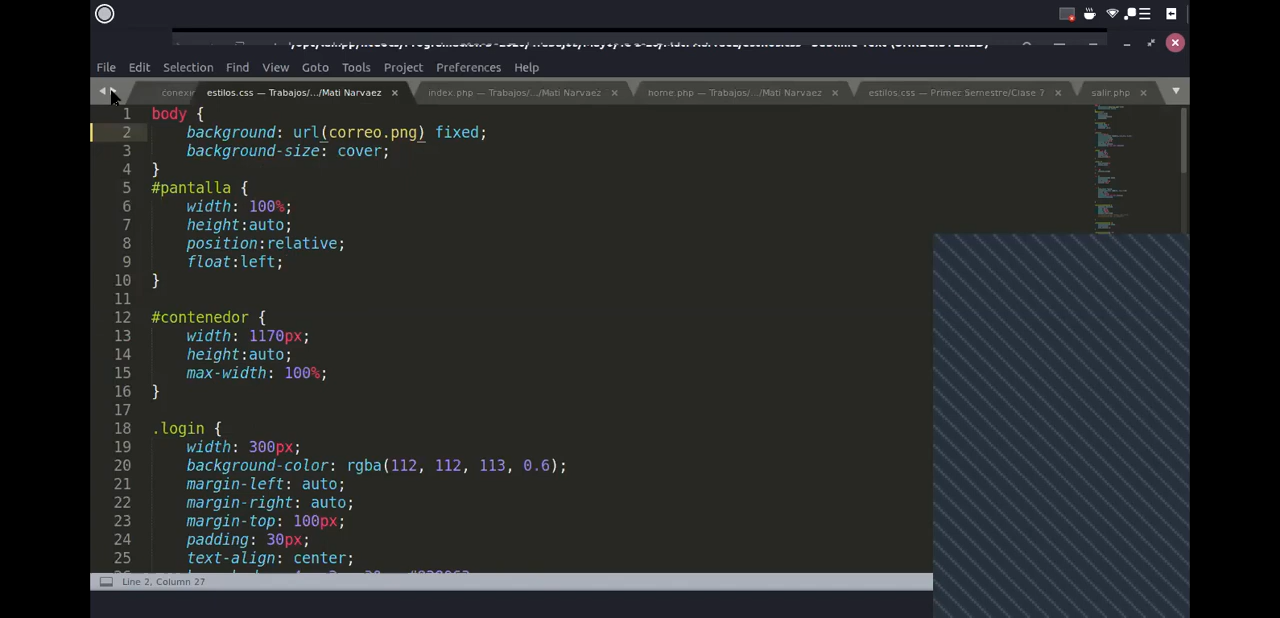 File Edit Selection Find View Goto Tools Project Preferences Help
estilos.css — Trabajos/.../Mati Narvaez index.php — Trabajos/.../Mati Narvaez home.php — Trabajos/.../Mati Narvaez estilos.css — Primer Semestre/Clase 7 salir.php
1 body {
2 background: url(correo.png) fixed;
3 background-size: cover;
4 }
5 #pantalla {
6 width: 100%;
7 height:auto;
8 position:relative;
9 float:left;
10 }
11
12 #contenedor {
13 width: 1170px;
14 height:auto;
15 max-width: 100%;
16 }
17
18 .login {
19 width: 300px;
20 background-color: rgba(112, 112, 113, 0.6);
21 margin-left: auto;
22 margin-right: auto;
23 margin-top: 100px;
24 padding: 30px;
25 text-align: center;
Line 2, Column 27